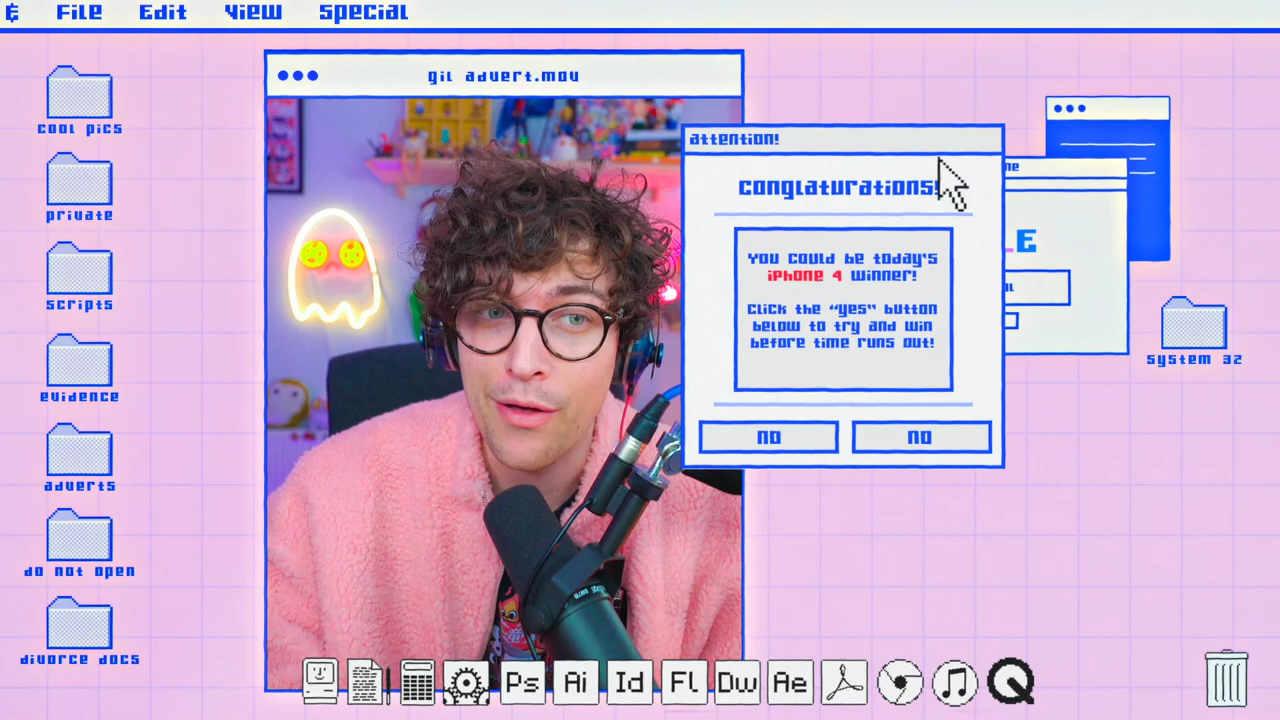 File Edit View Special
cool pics
private
scripts
evidence
adverts
do not open
divorce docs
gil advert.mov
attention!
conglaturations!
You could be today's
iPhone 4 winner!
Click the “yes” button
below to try and win
before time runs out!
no no
system 32
Ps Ai Id Fl Dw Ae